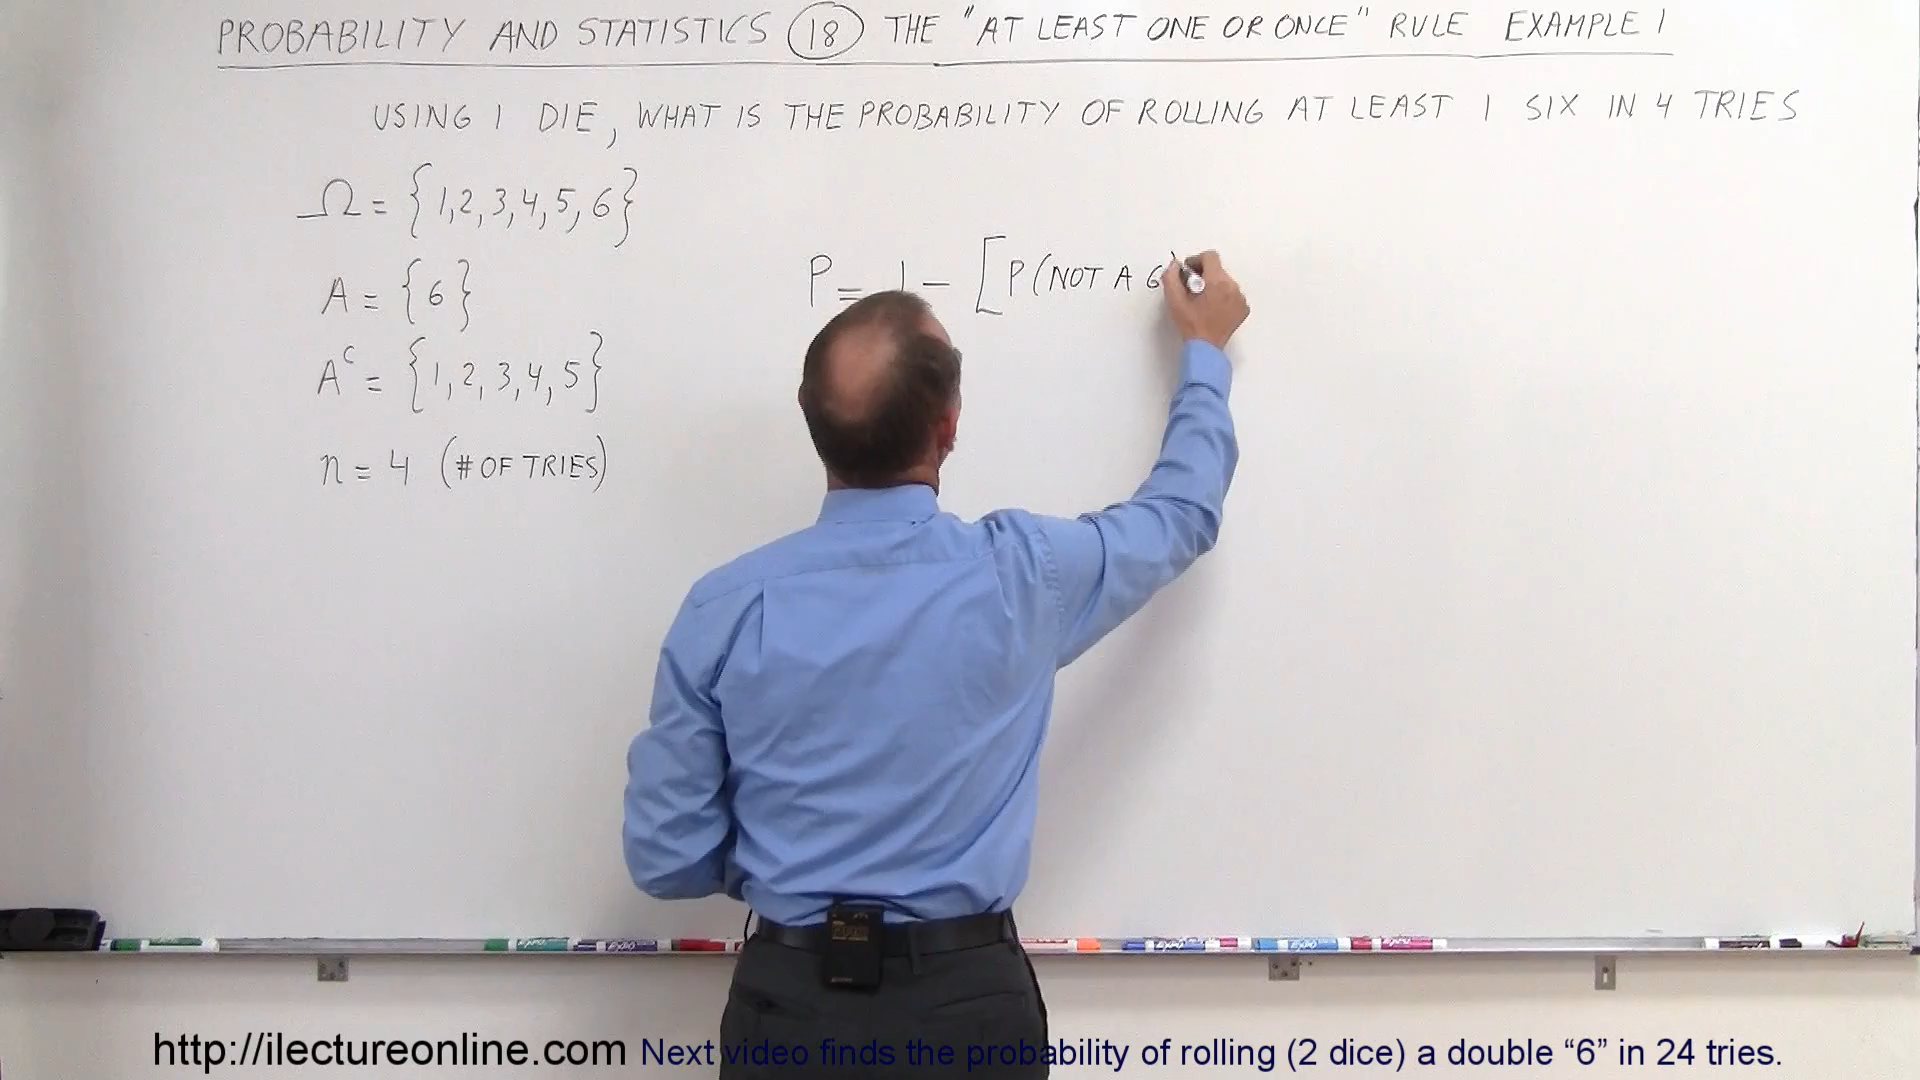 PROBABILITY AND STATISTICS 18 THE "AT LEAST ONE OR ONCE" RULE EXAMPLE 1
USING 1 DIE, WHAT IS THE PROBABILITY OF ROLLING AT LEAST 1 SIX IN 4 TRIES
Ω = {1,2,3,4,5,6}
A = {6}
Aᶜ = {1,2,3,4,5}
n = 4 (# OF TRIES)
P = 1 - [P(NOT A 6)
http://ilectureonline.com Next video finds the probability of rolling (2 dice) a double “6” in 24 tries.